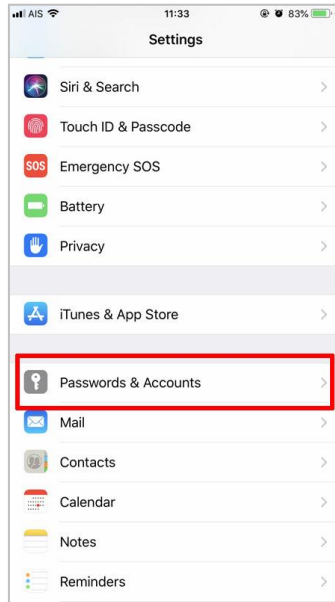 AIS 11:33 83%
Settings
Siri & Search
Touch ID & Passcode
SOS Emergency SOS
Battery
Privacy
iTunes & App Store
Passwords & Accounts
Mail
Contacts
Calendar
Notes
Reminders